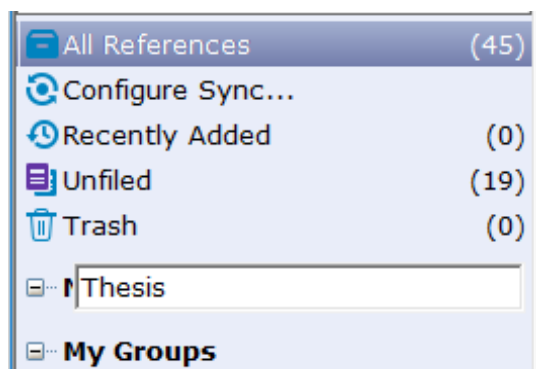 All References (45)
Configure Sync...
Recently Added (0)
Unfiled (19)
Trash (0)
Thesis
My Groups